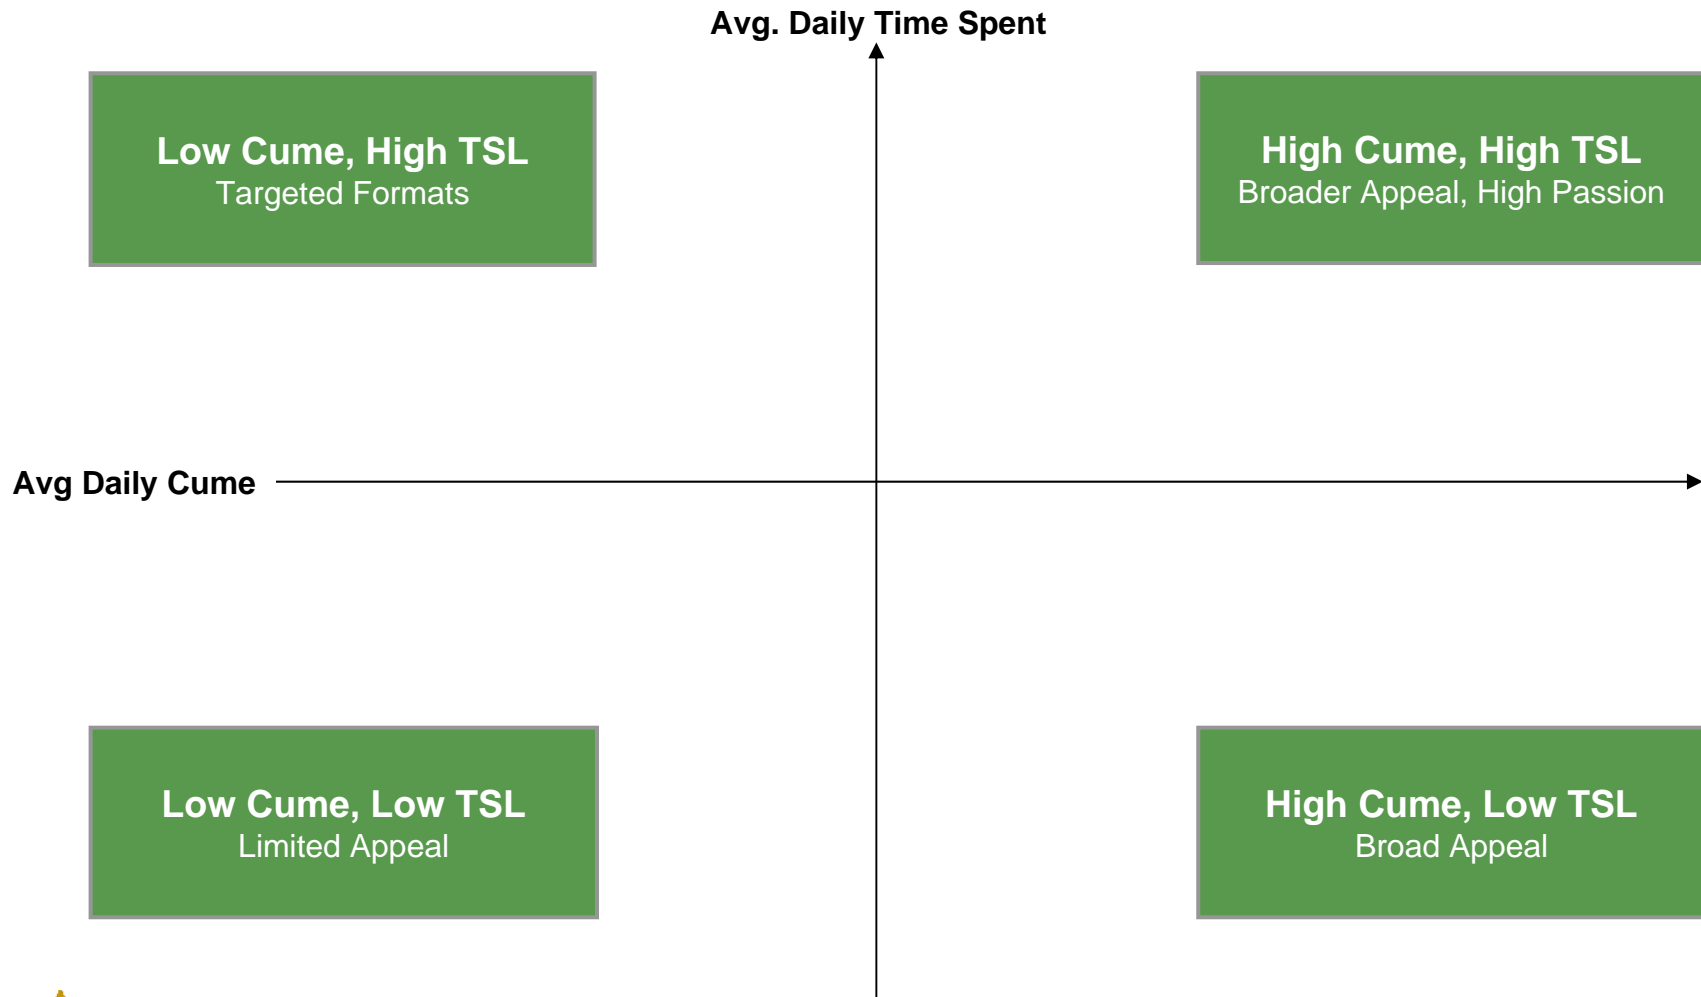 Avg. Daily Time Spent
Low Cume, High TSL
Targeted Formats
High Cume, High TSL
Broader Appeal, High Passion
Avg Daily Cume
Low Cume, Low TSL
Limited Appeal
High Cume, Low TSL
Broad Appeal